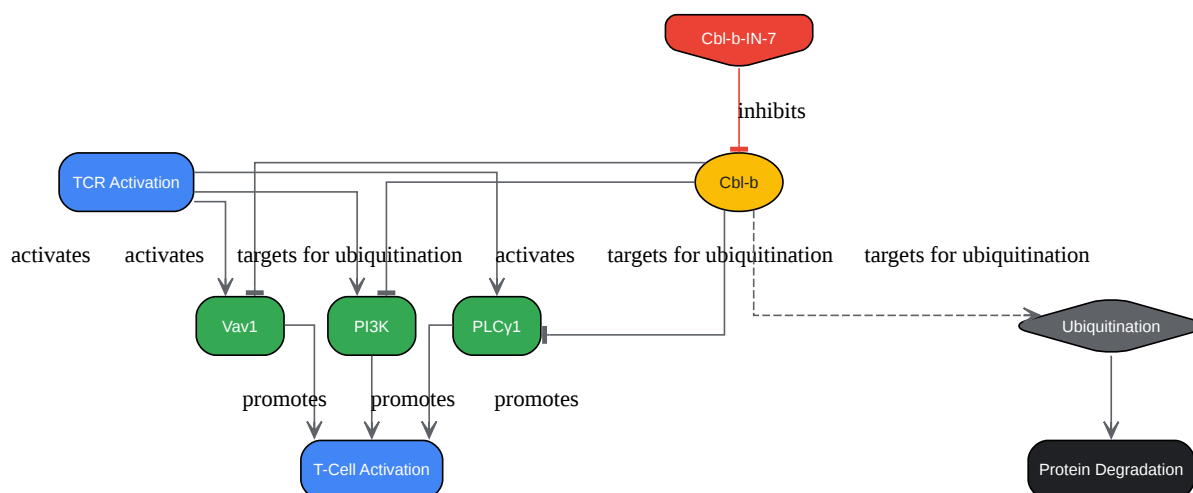 Cbl-b-IN-7
inhibits
TCR Activation
Cbl-b
activates
activates
targets for ubiquitination
activates
targets for ubiquitination
targets for ubiquitination
Vav1
PI3K
PLCγ1
Ubiquitination
promotes
promotes
promotes
T-Cell Activation
Protein Degradation